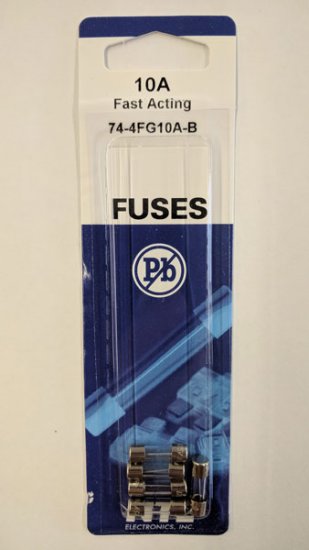 10A
Fast Acting
74-4FG10A-B
FUSES
Pb
ELECTRONICS, INC.